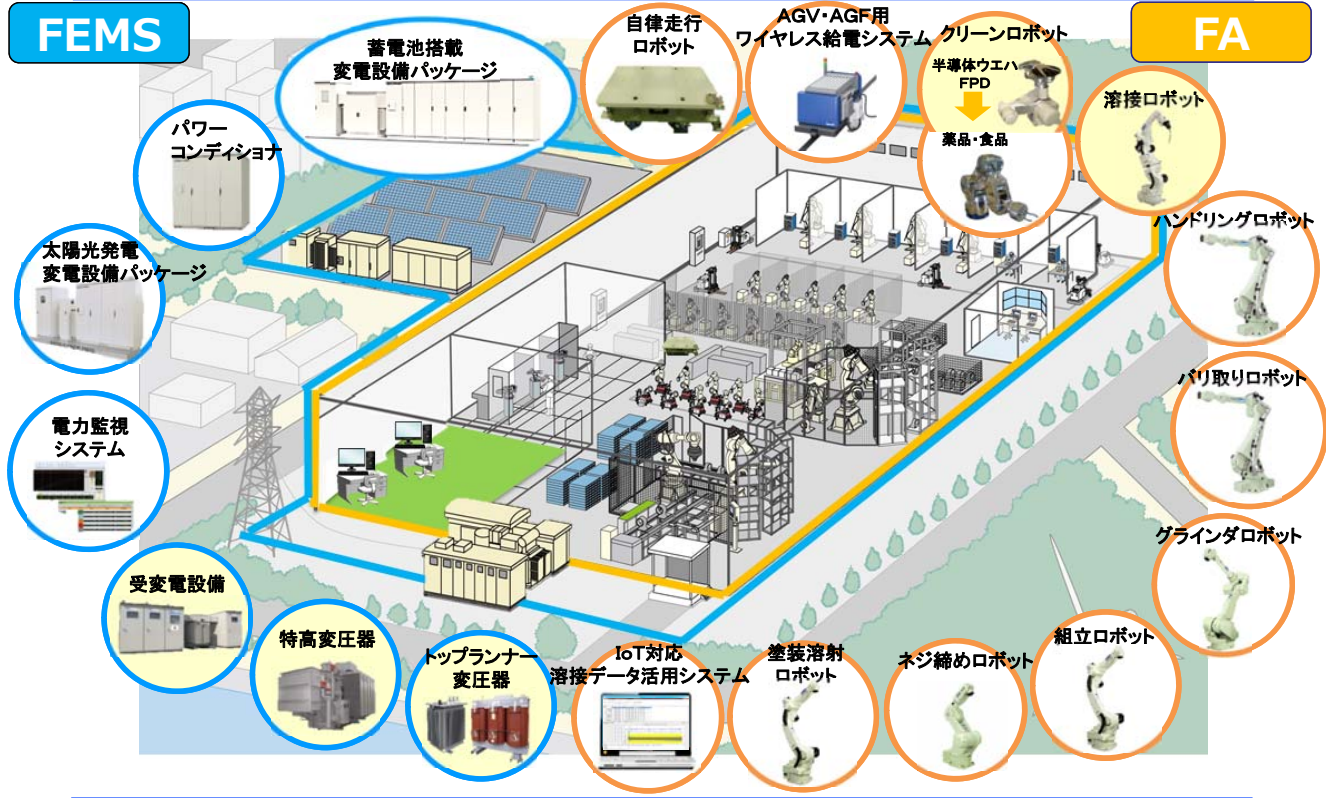 FEMS
FA
蓄電池搭載
変電設備パッケージ
自律走行
ロボット
AGV・AGF用
ワイヤレス給電システム
クリーンロボット
半導体ウエハ
FPD
薬品・食品
溶接ロボット
パワー
コンディショナ
ハンドリングロボット
太陽光発電
変電設備パッケージ
バリ取りロボット
電力監視
システム
グラインダロボット
受変電設備
特高変圧器
トップランナー
変圧器
IoT対応
溶接データ活用システム
塗装溶射
ロボット
ネジ締めロボット
組立ロボット